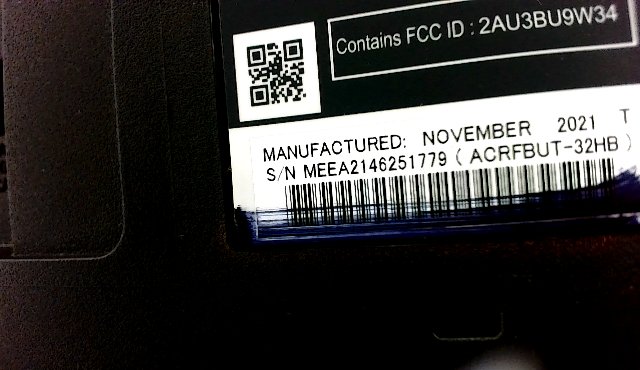 Contains FCC ID : 2AU3BU9W34
MANUFACTURED: NOVEMBER 2021 T
S/N MEEA2146251779 ( ACRFBUT-32HB )